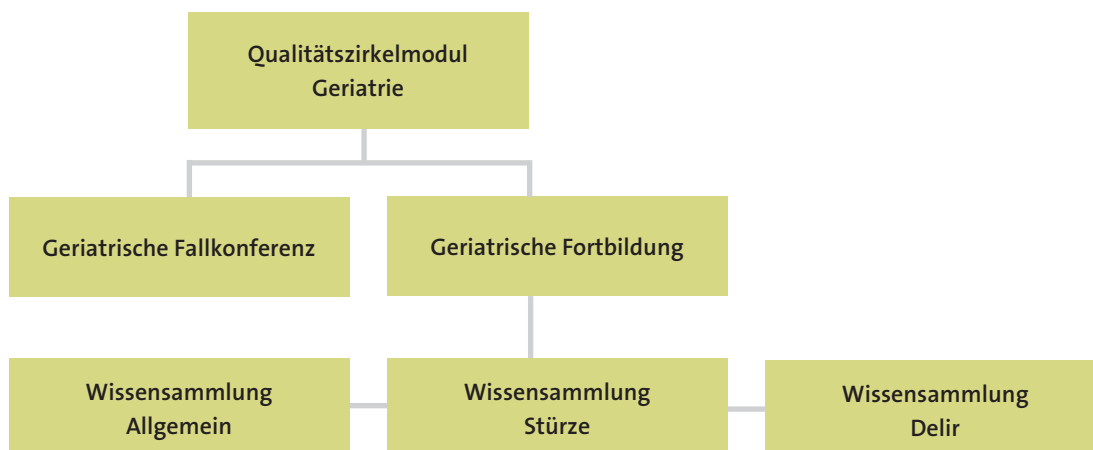 Qualitätszirkelmodul
Geriatrie
Geriatrische Fallkonferenz
Geriatrische Fortbildung
Wissensammlung
Allgemein
Wissensammlung
Stürze
Wissensammlung
Delir